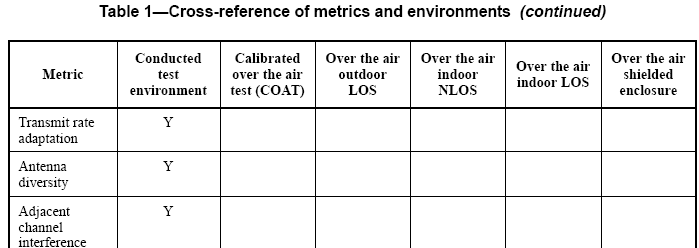 Table 1—Cross-reference of metrics and environments (continued)
Metric
Conducted
test
environment
Calibrated
over the air
test (COAT)
Over the air
outdoor
LOS
Over the air
indoor
NLOS
Over the air
indoor LOS
Over the air
shielded
enclosure
Transmit rate
adaptation
Y
Antenna
diversity
Y
Adjacent
channel
interference
Y